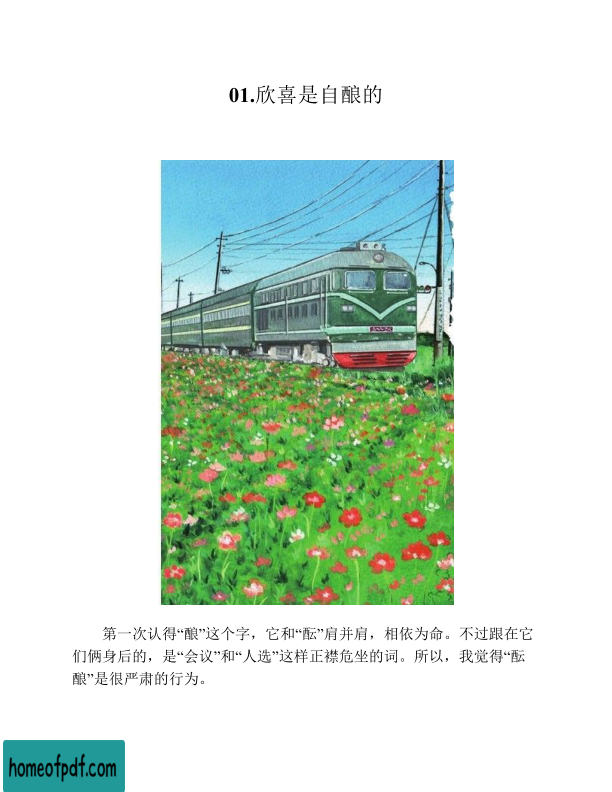 01.欣喜是自酿的
第一次认得“酿”这个字，它和“酝”肩并肩，相依为命。不过跟在它
们俩身后的，是“会议”和“人选”这样正襟危坐的词。所以，我觉得“酝
酿”是很严肃的行为。
homeofpdf.com